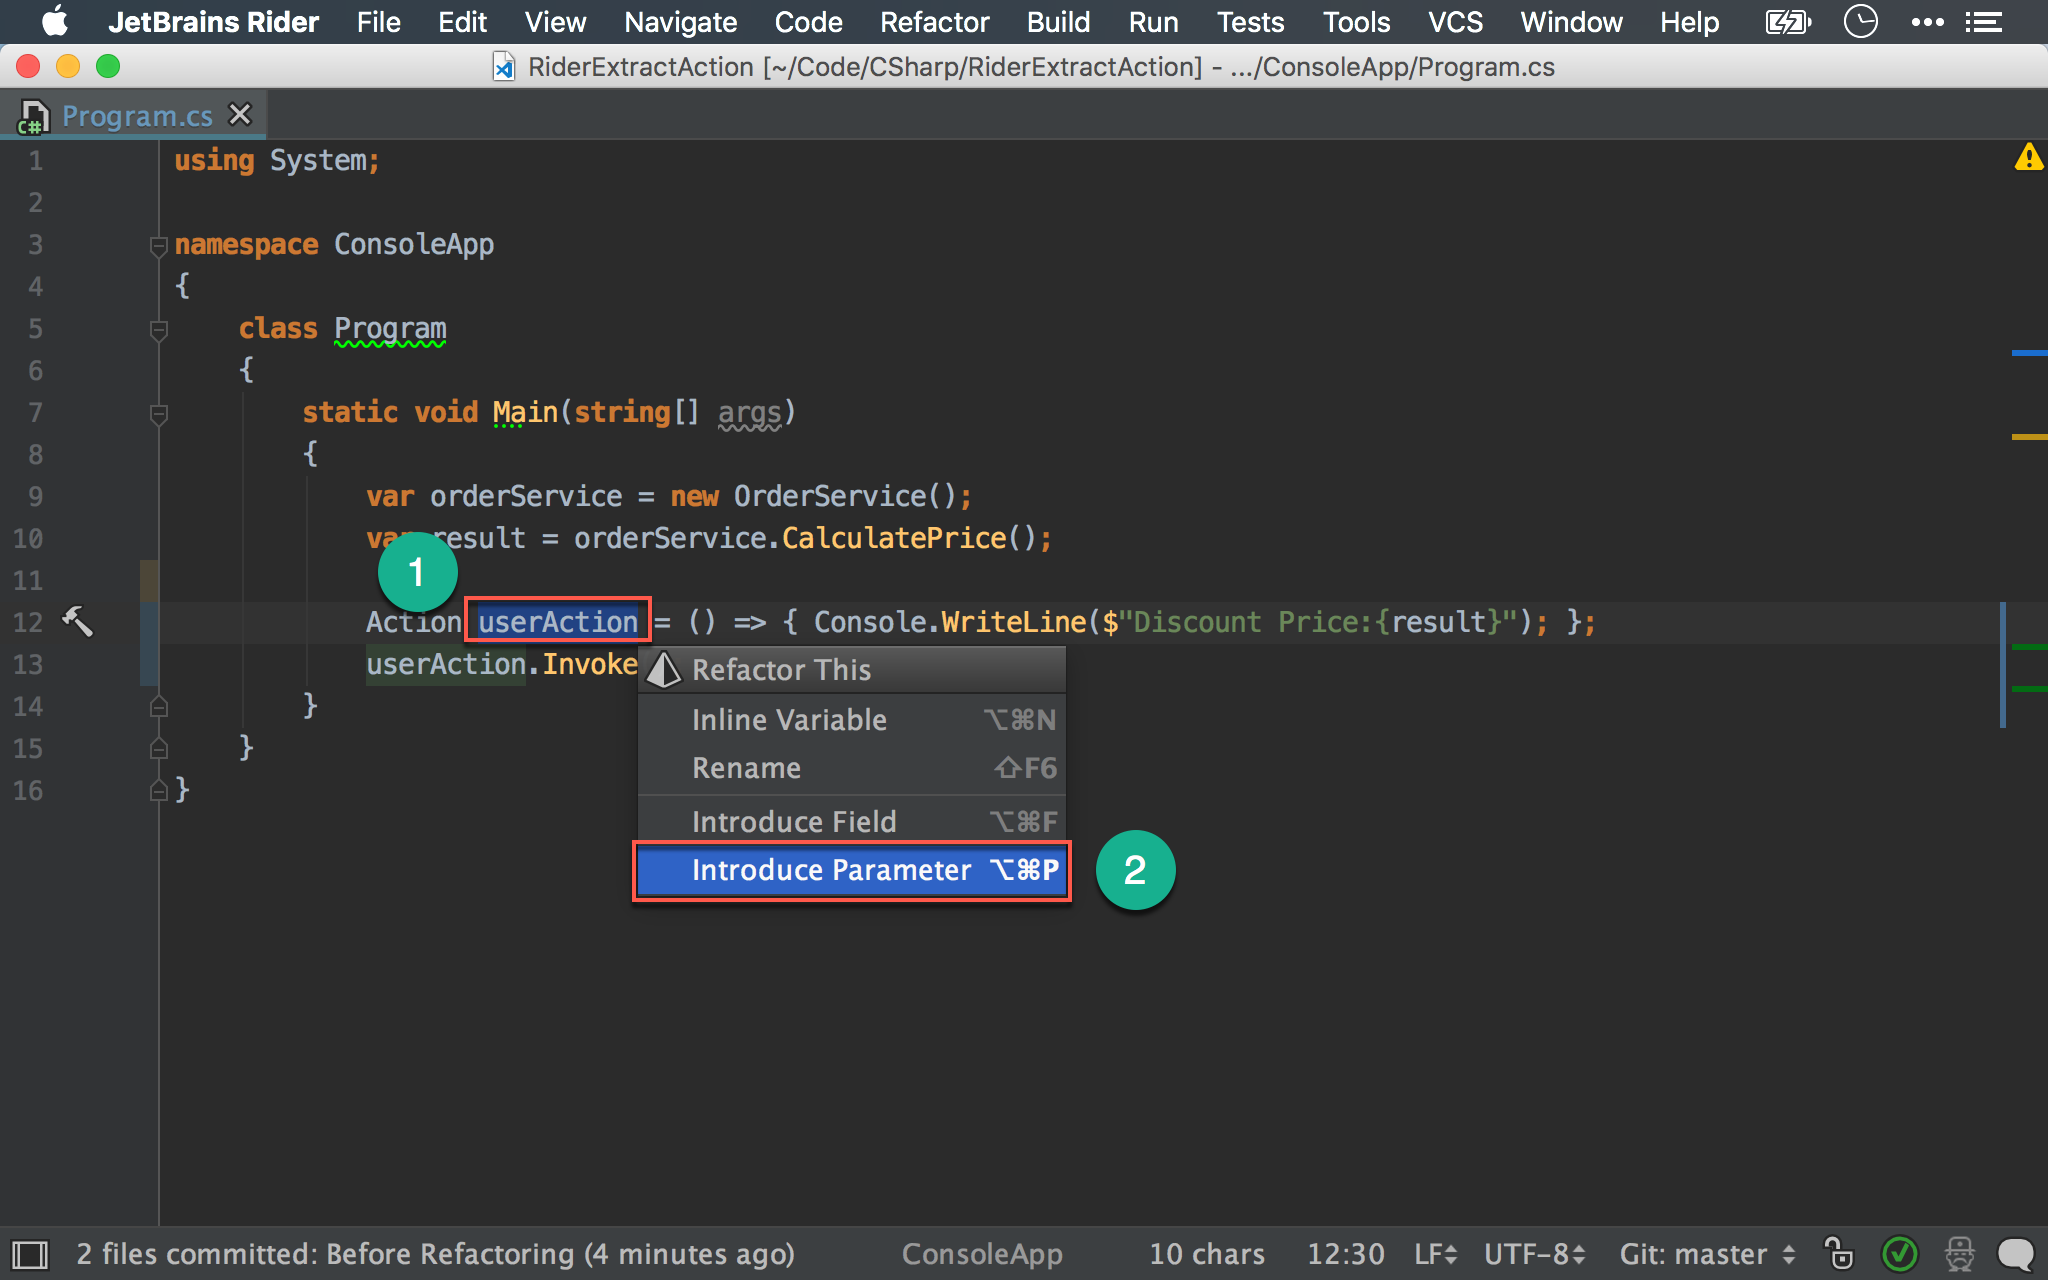 JetBrains Rider File Edit View Navigate Code Refactor Build Run Tests Tools VCS Window Help
RiderExtractAction [~/Code/CSharp/RiderExtractAction] - .../ConsoleApp/Program.cs
C# Program.cs
1 using System;
2
3 namespace ConsoleApp
4 {
5 class Program
6 {
7 static void Main(string[] args)
8 {
9 var orderService = new OrderService();
10 var result = orderService.CalculatePrice();
1
11
12 Action userAction = () => { Console.WriteLine($"Discount Price:{result}"); };
13 userAction.Invoke
14 }
15 }
16 }
Refactor This
Inline Variable ⌥⌘N
Rename ⇧F6
Introduce Field ⌥⌘F
Introduce Parameter ⌥⌘P
2
2 files committed: Before Refactoring (4 minutes ago) ConsoleApp 10 chars 12:30 LF UTF-8 Git: master